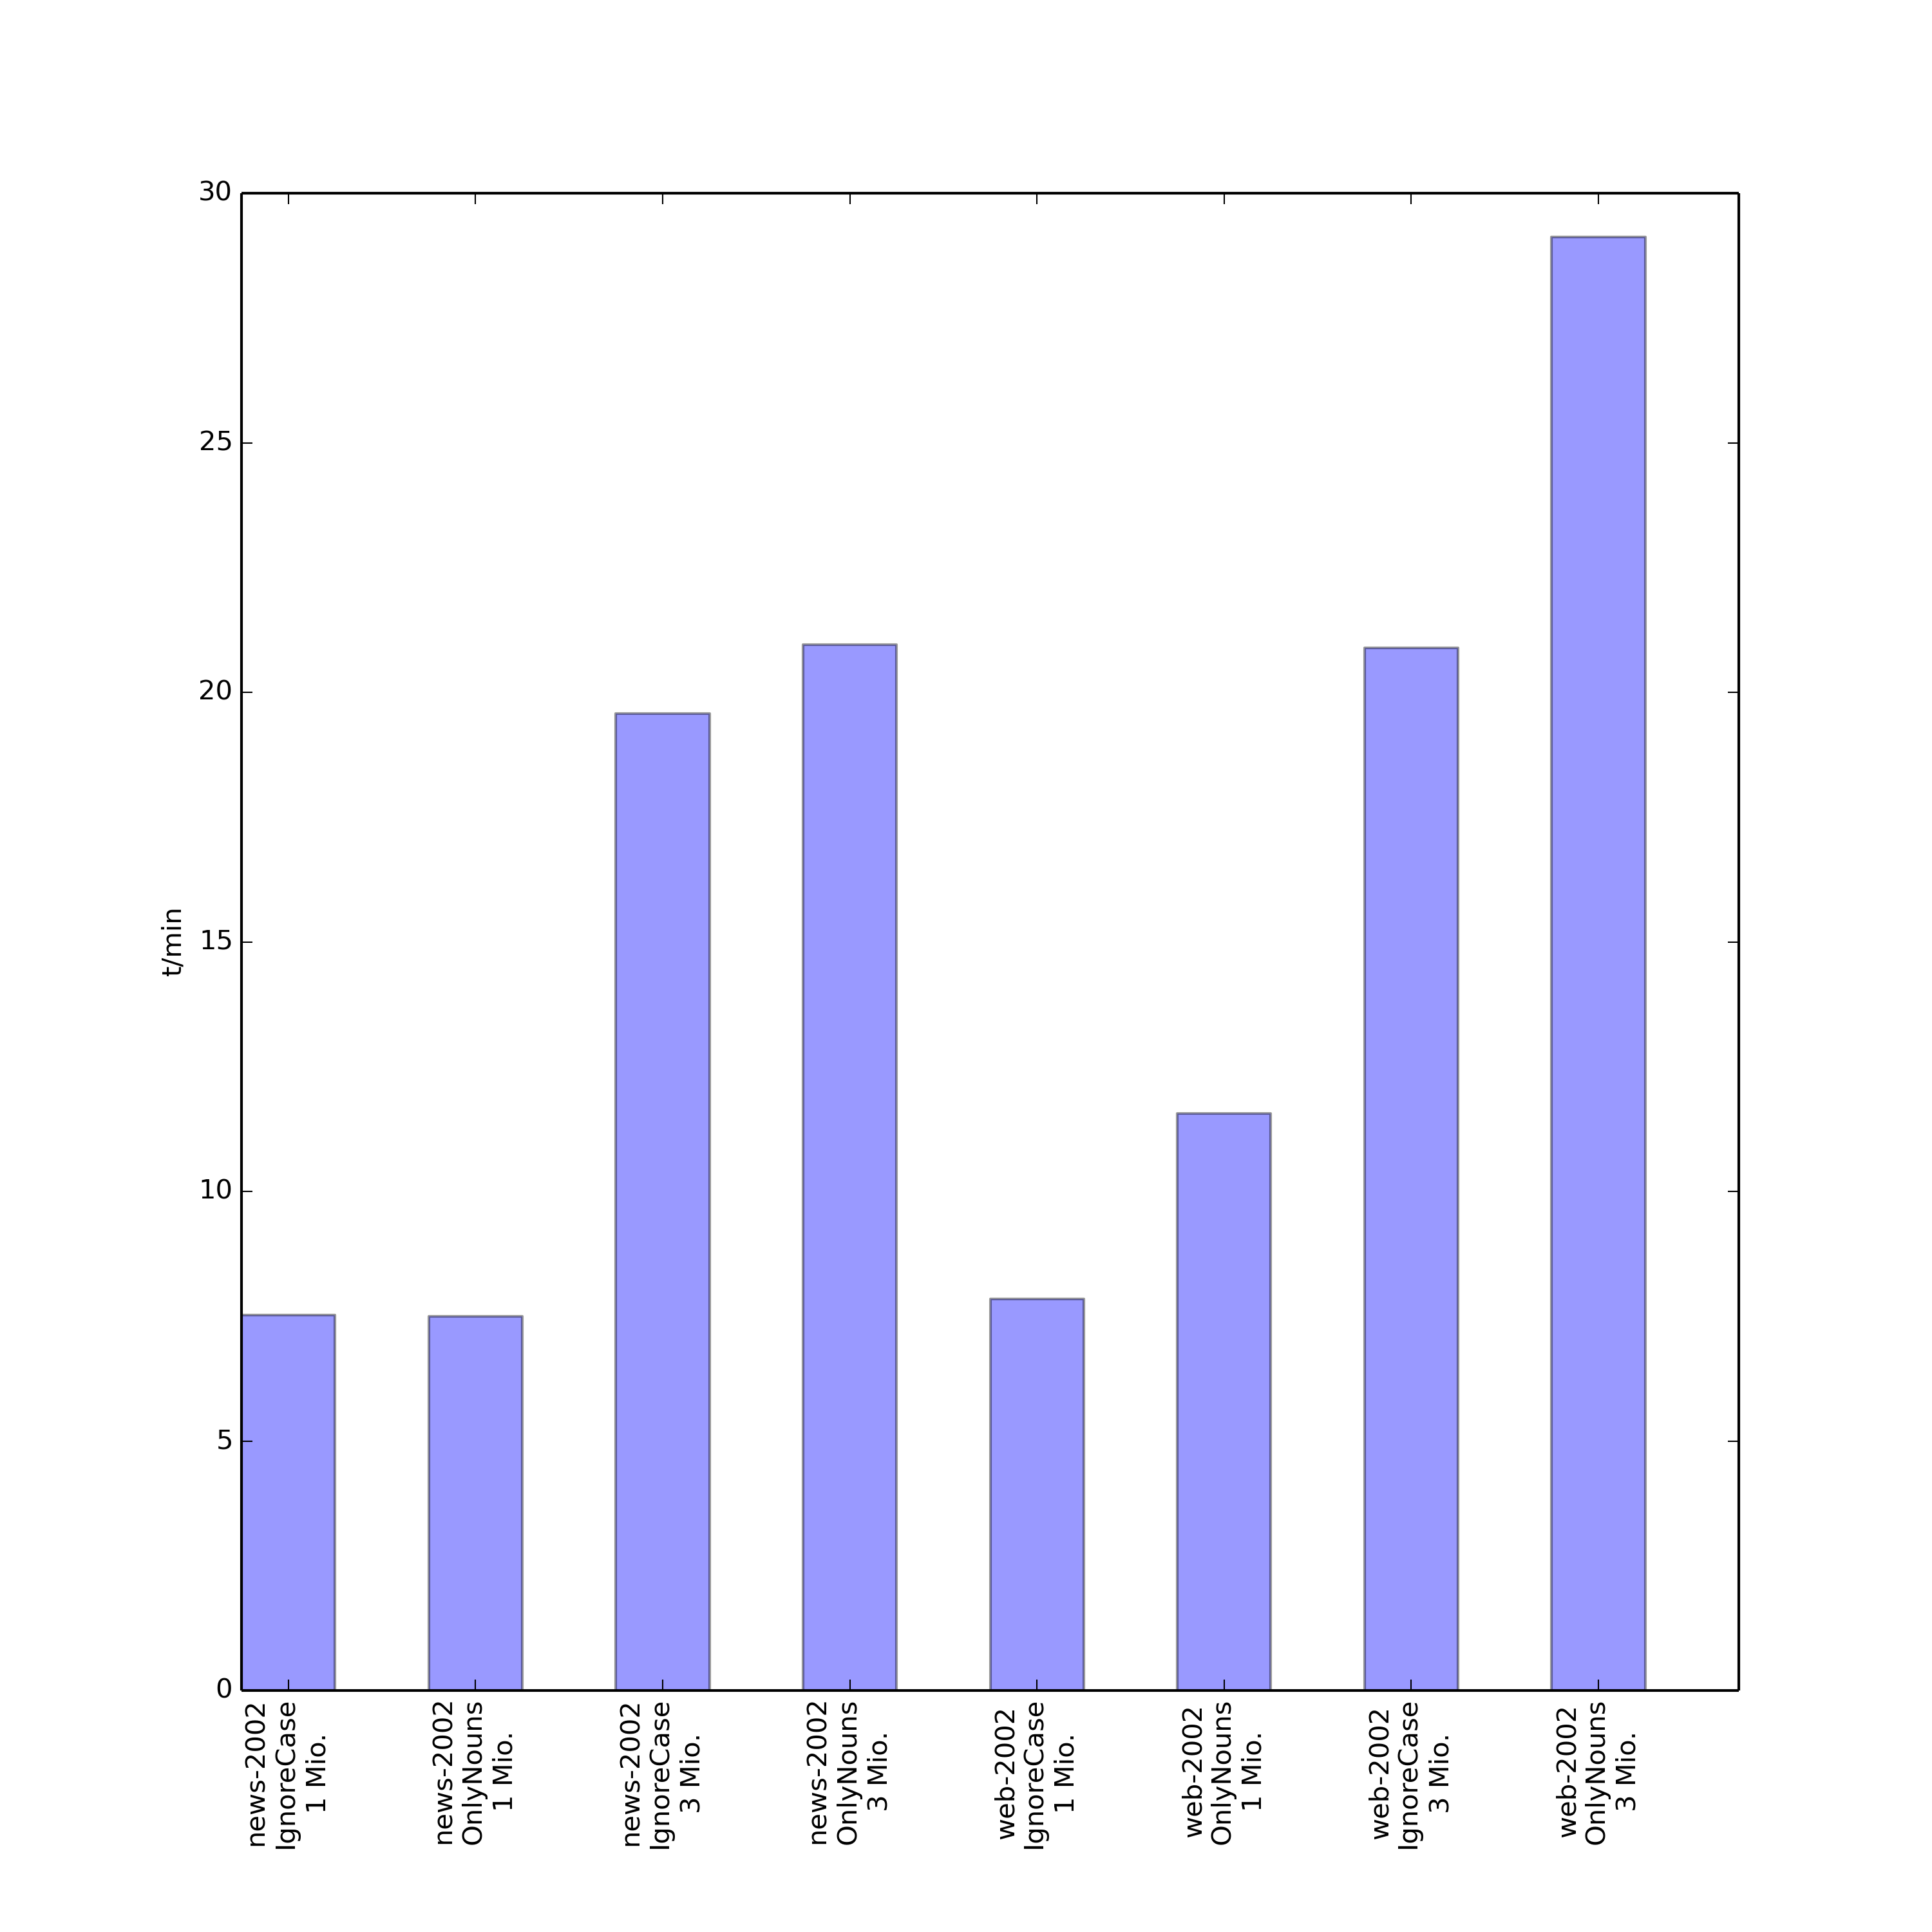 30
25
20
15
10
5
0
t/min
news-2002
IgnoreCase
1 Mio.
news-2002
OnlyNouns
1 Mio.
news-2002
IgnoreCase
3 Mio.
news-2002
OnlyNouns
3 Mio.
web-2002
IgnoreCase
1 Mio.
web-2002
OnlyNouns
1 Mio.
web-2002
IgnoreCase
3 Mio.
web-2002
OnlyNouns
3 Mio.